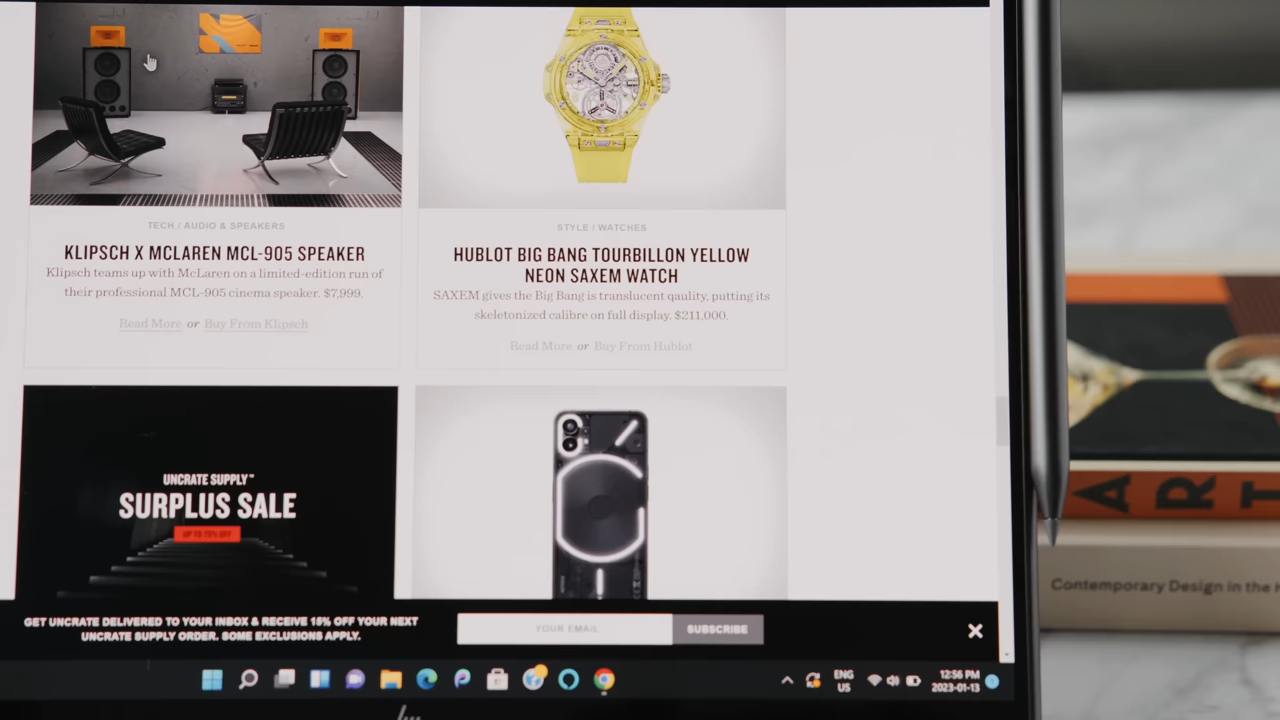 TECH / AUDIO & SPEAKERS
KLIPSCH X MCLAREN MCL-905 SPEAKER
Klipsch teams up with McLaren on a limited-edition run of
their professional MCL-905 cinema speaker. $7,999.
Read More or Buy From Klipsch
STYLE / WATCHES
HUBLOT BIG BANG TOURBILLON YELLOW
NEON SAXEM WATCH
SAXEM gives the Big Bang is translucent qaulity, putting its
skeletonized calibre on full display. $211,000.
Read More or Buy From Hublot
UNCRATE SUPPLY™
SURPLUS SALE
UP TO 75% OFF
GET UNCRATE DELIVERED TO YOUR INBOX & RECEIVE 15% OFF YOUR NEXT
UNCRATE SUPPLY ORDER. SOME EXCLUSIONS APPLY.
YOUR EMAIL
SUBSCRIBE
ENG
US
12:56 PM
2023-01-13
hp
ART
Contemporary Design in the